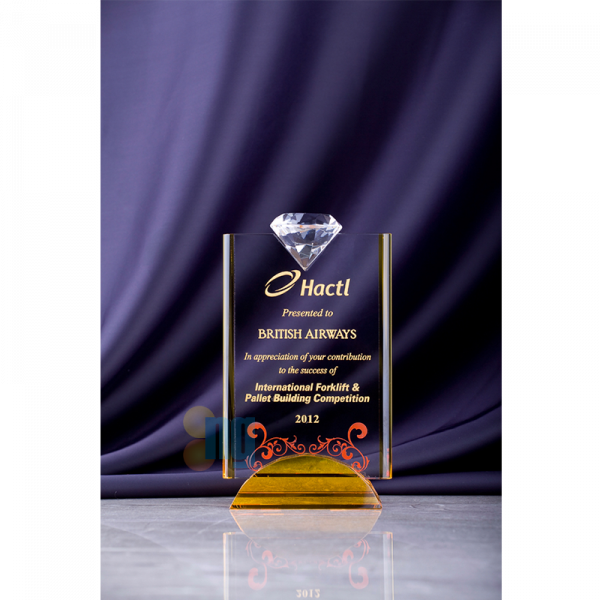 Hactl
Presented to
BRITISH AIRWAYS
In appreciation of your contribution
to the success of
International Forklift &
Pallet Building Competition
2012